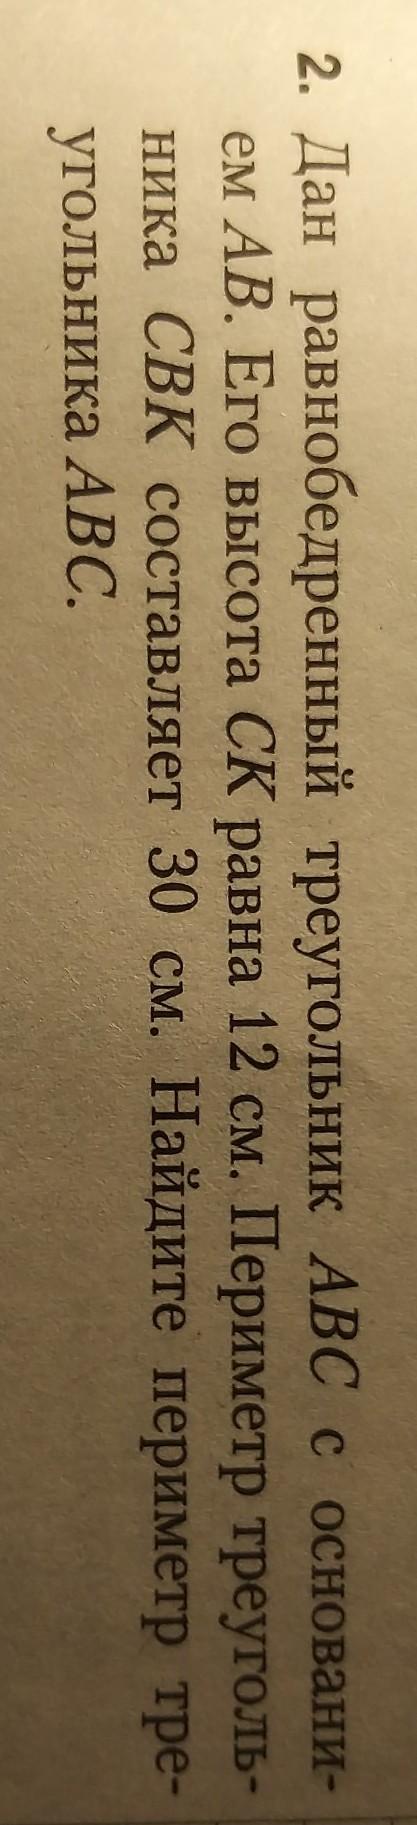 2. Дан равнобедренный треугольник ABC с основани-
ем AB. Его высота CK равна 12 см. Периметр треуголь-
ника CBK составляет 30 см. Найдите периметр тре-
угольника ABC.